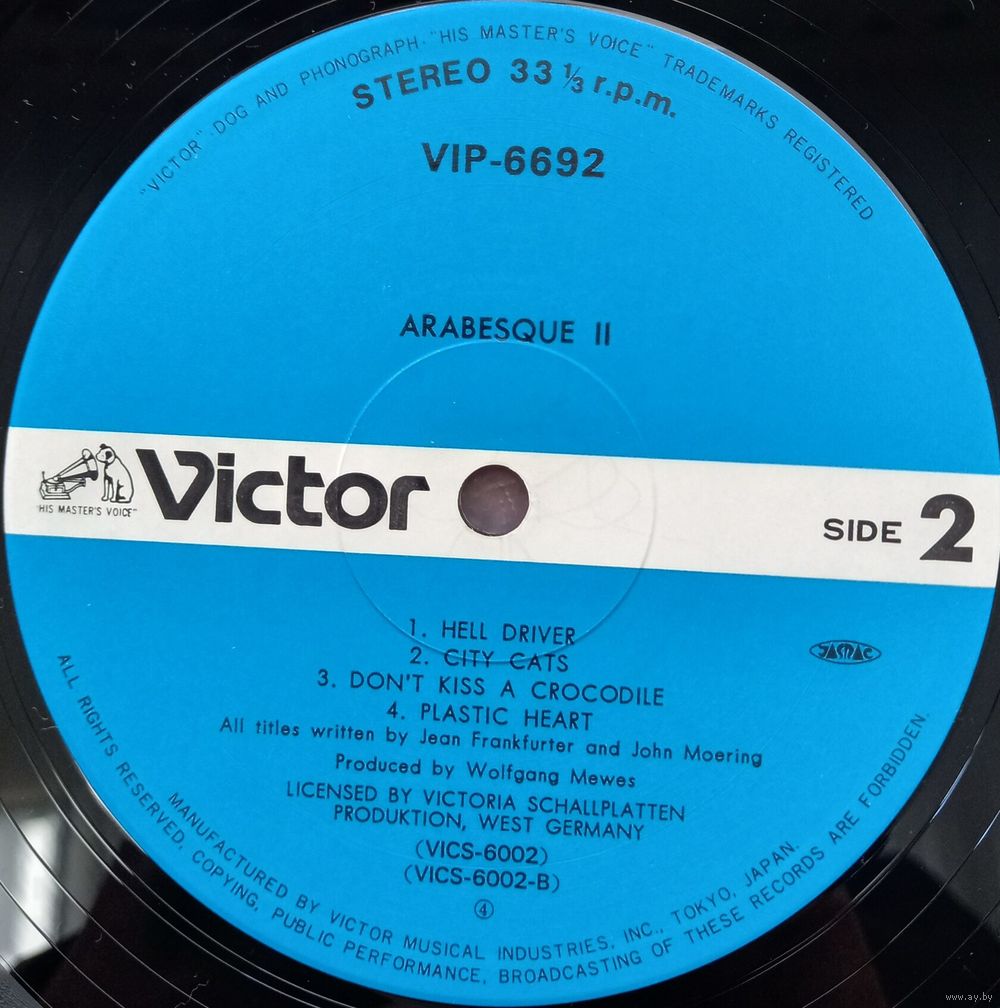 "VICTOR"·DOG AND PHONOGRAPH·"HIS MASTER'S VOICE" TRADEMARKS REGISTERED
STEREO 33 1/3 r.p.m.
VIP-6692
ARABESQUE II
"HIS MASTER'S VOICE"
Victor
SIDE 2
1. HELL DRIVER
2. CITY CATS
3. DON'T KISS A CROCODILE
4. PLASTIC HEART
JASRAC
All titles written by Jean Frankfurter and John Moering
Produced by Wolfgang Mewes
LICENSED BY VICTORIA SCHALLPLATTEN
PRODUKTION, WEST GERMANY
(VICS-6002)
(VICS-6002-B)
④
MANUFACTURED BY VICTOR MUSICAL INDUSTRIES, INC., TOKYO, JAPAN.
ALL RIGHTS RESERVED, COPYING, PUBLIC PERFORMANCE, BROADCASTING OF THESE RECORDS ARE FORBIDDEN.
www.ay.by